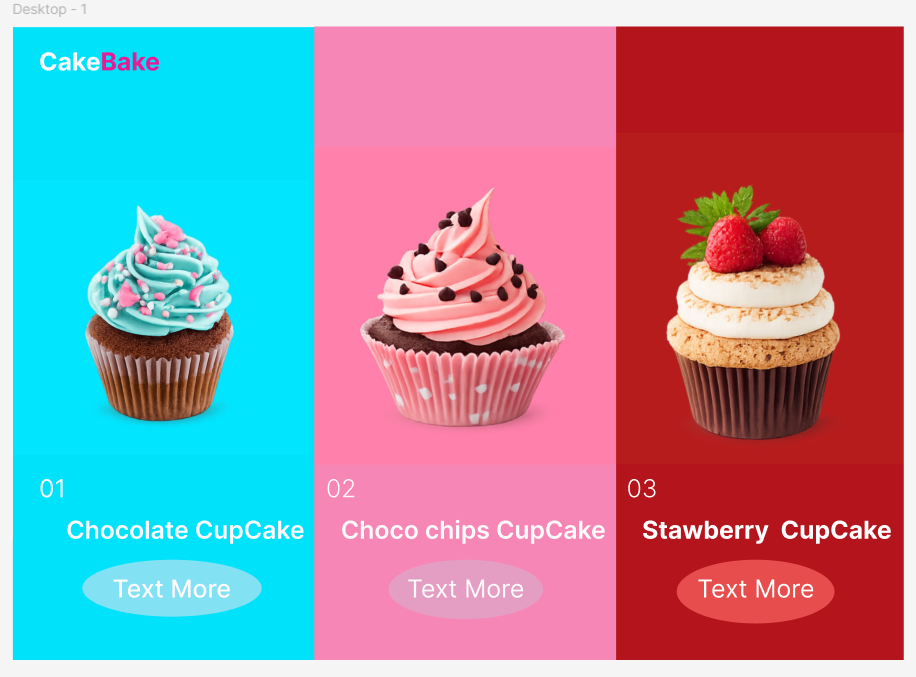 Desktop - 1
CakeBake
01
Chocolate CupCake
Text More
02
Choco chips CupCake
Text More
03
Stawberry  CupCake
Text More